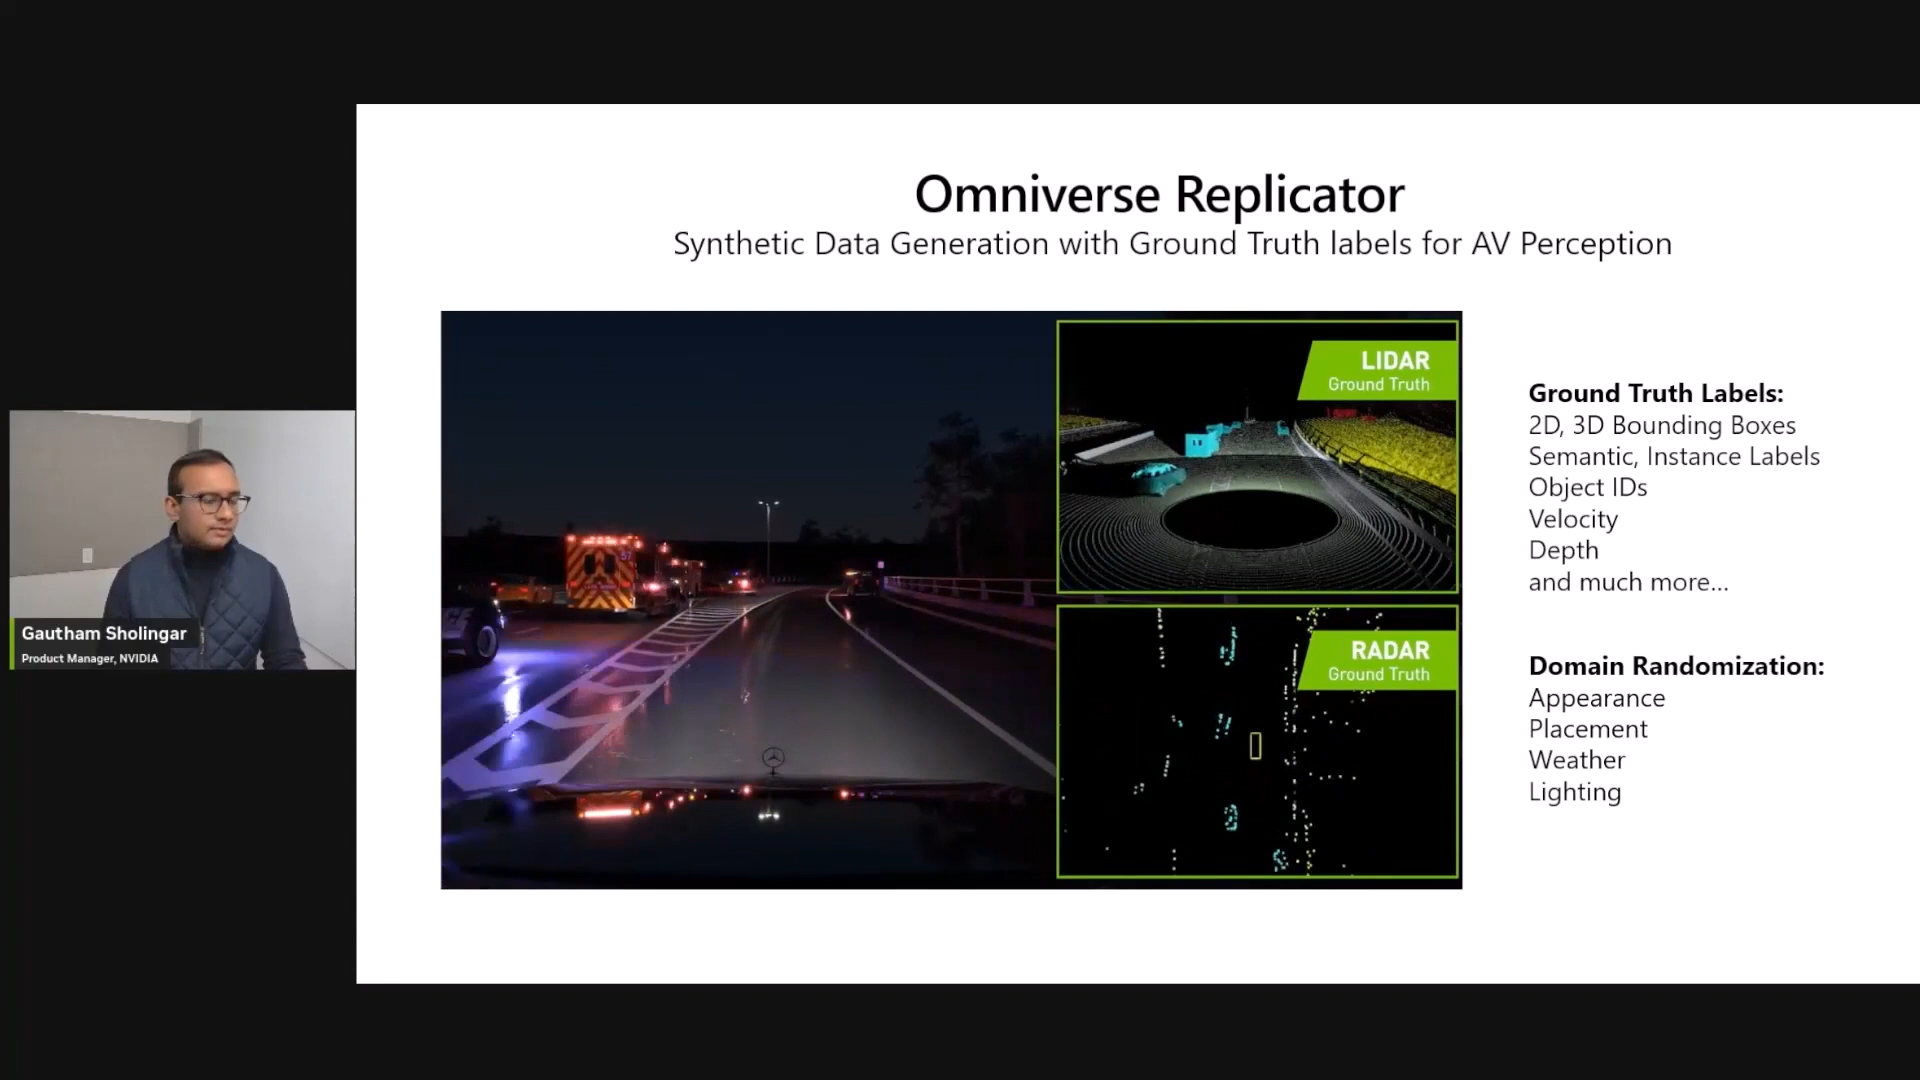 Omniverse Replicator
Synthetic Data Generation with Ground Truth labels for AV Perception
LIDAR
Ground Truth
RADAR
Ground Truth
Ground Truth Labels:
2D, 3D Bounding Boxes
Semantic, Instance Labels
Object IDs
Velocity
Depth
and much more...
Domain Randomization:
Appearance
Placement
Weather
Lighting
Gautham Sholingar
Product Manager, NVIDIA